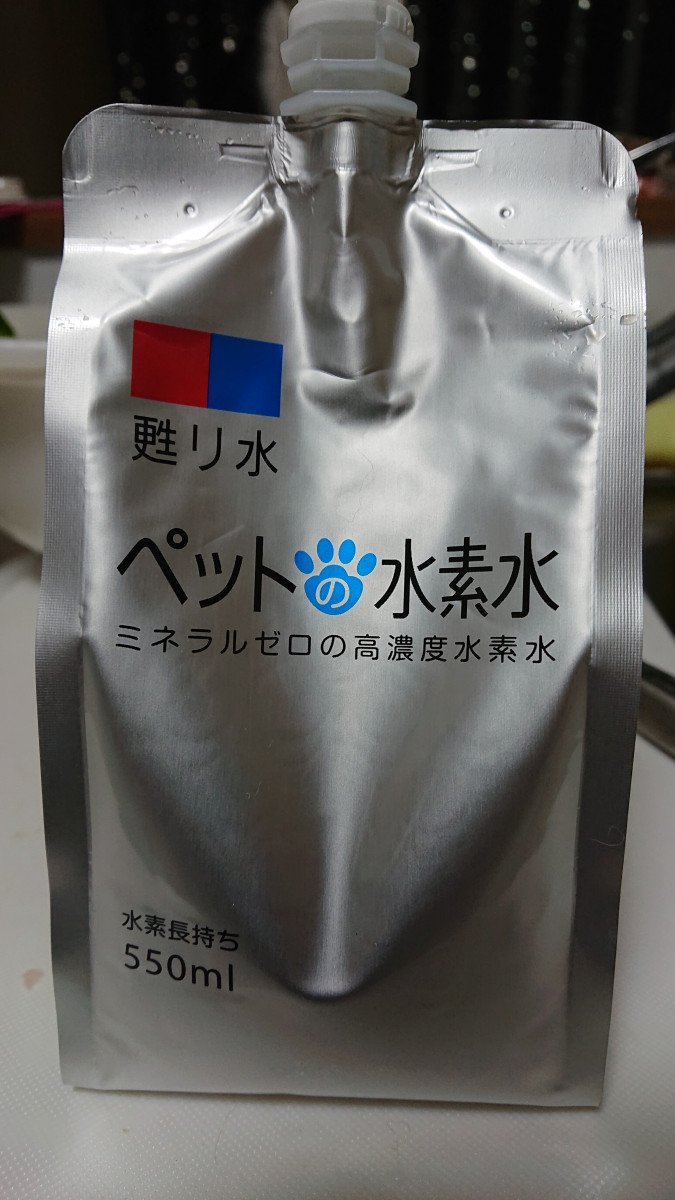 甦り水
ペットの水素水
ミネラルゼロの高濃度水素水
水素長持ち
550ml